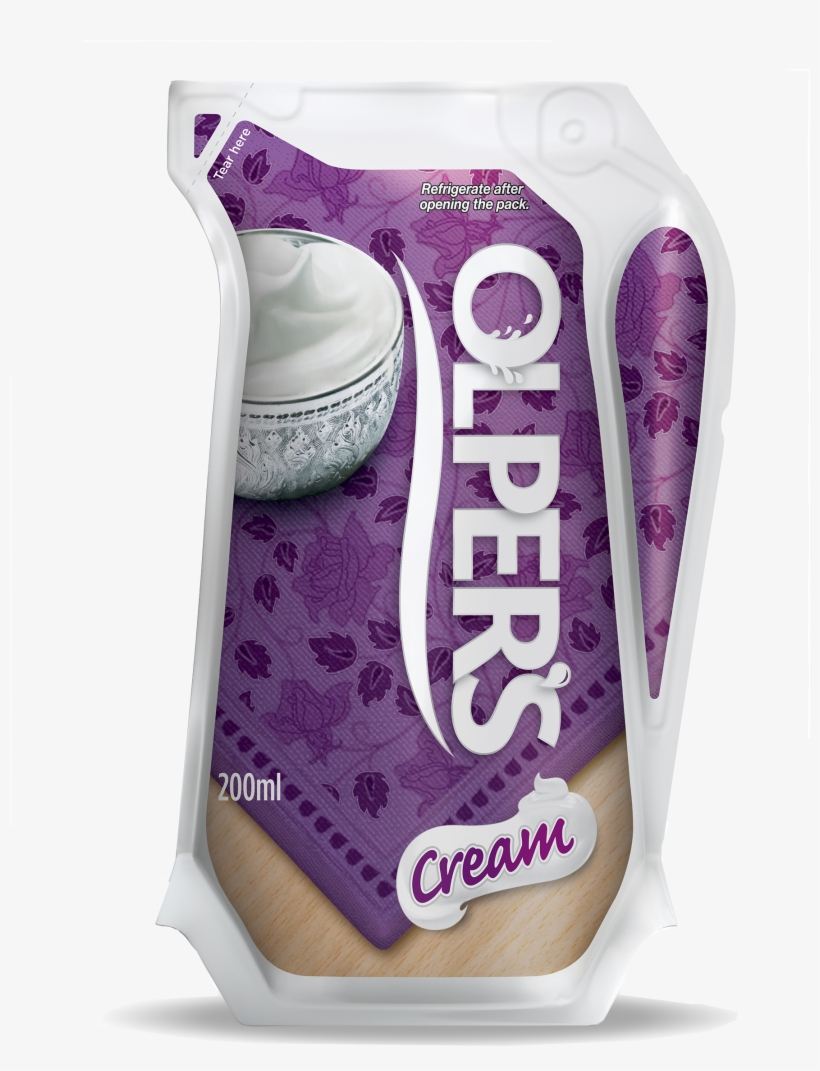 Tear here
Refrigerate after
opening the pack.
OLPER'S
200ml
Cream